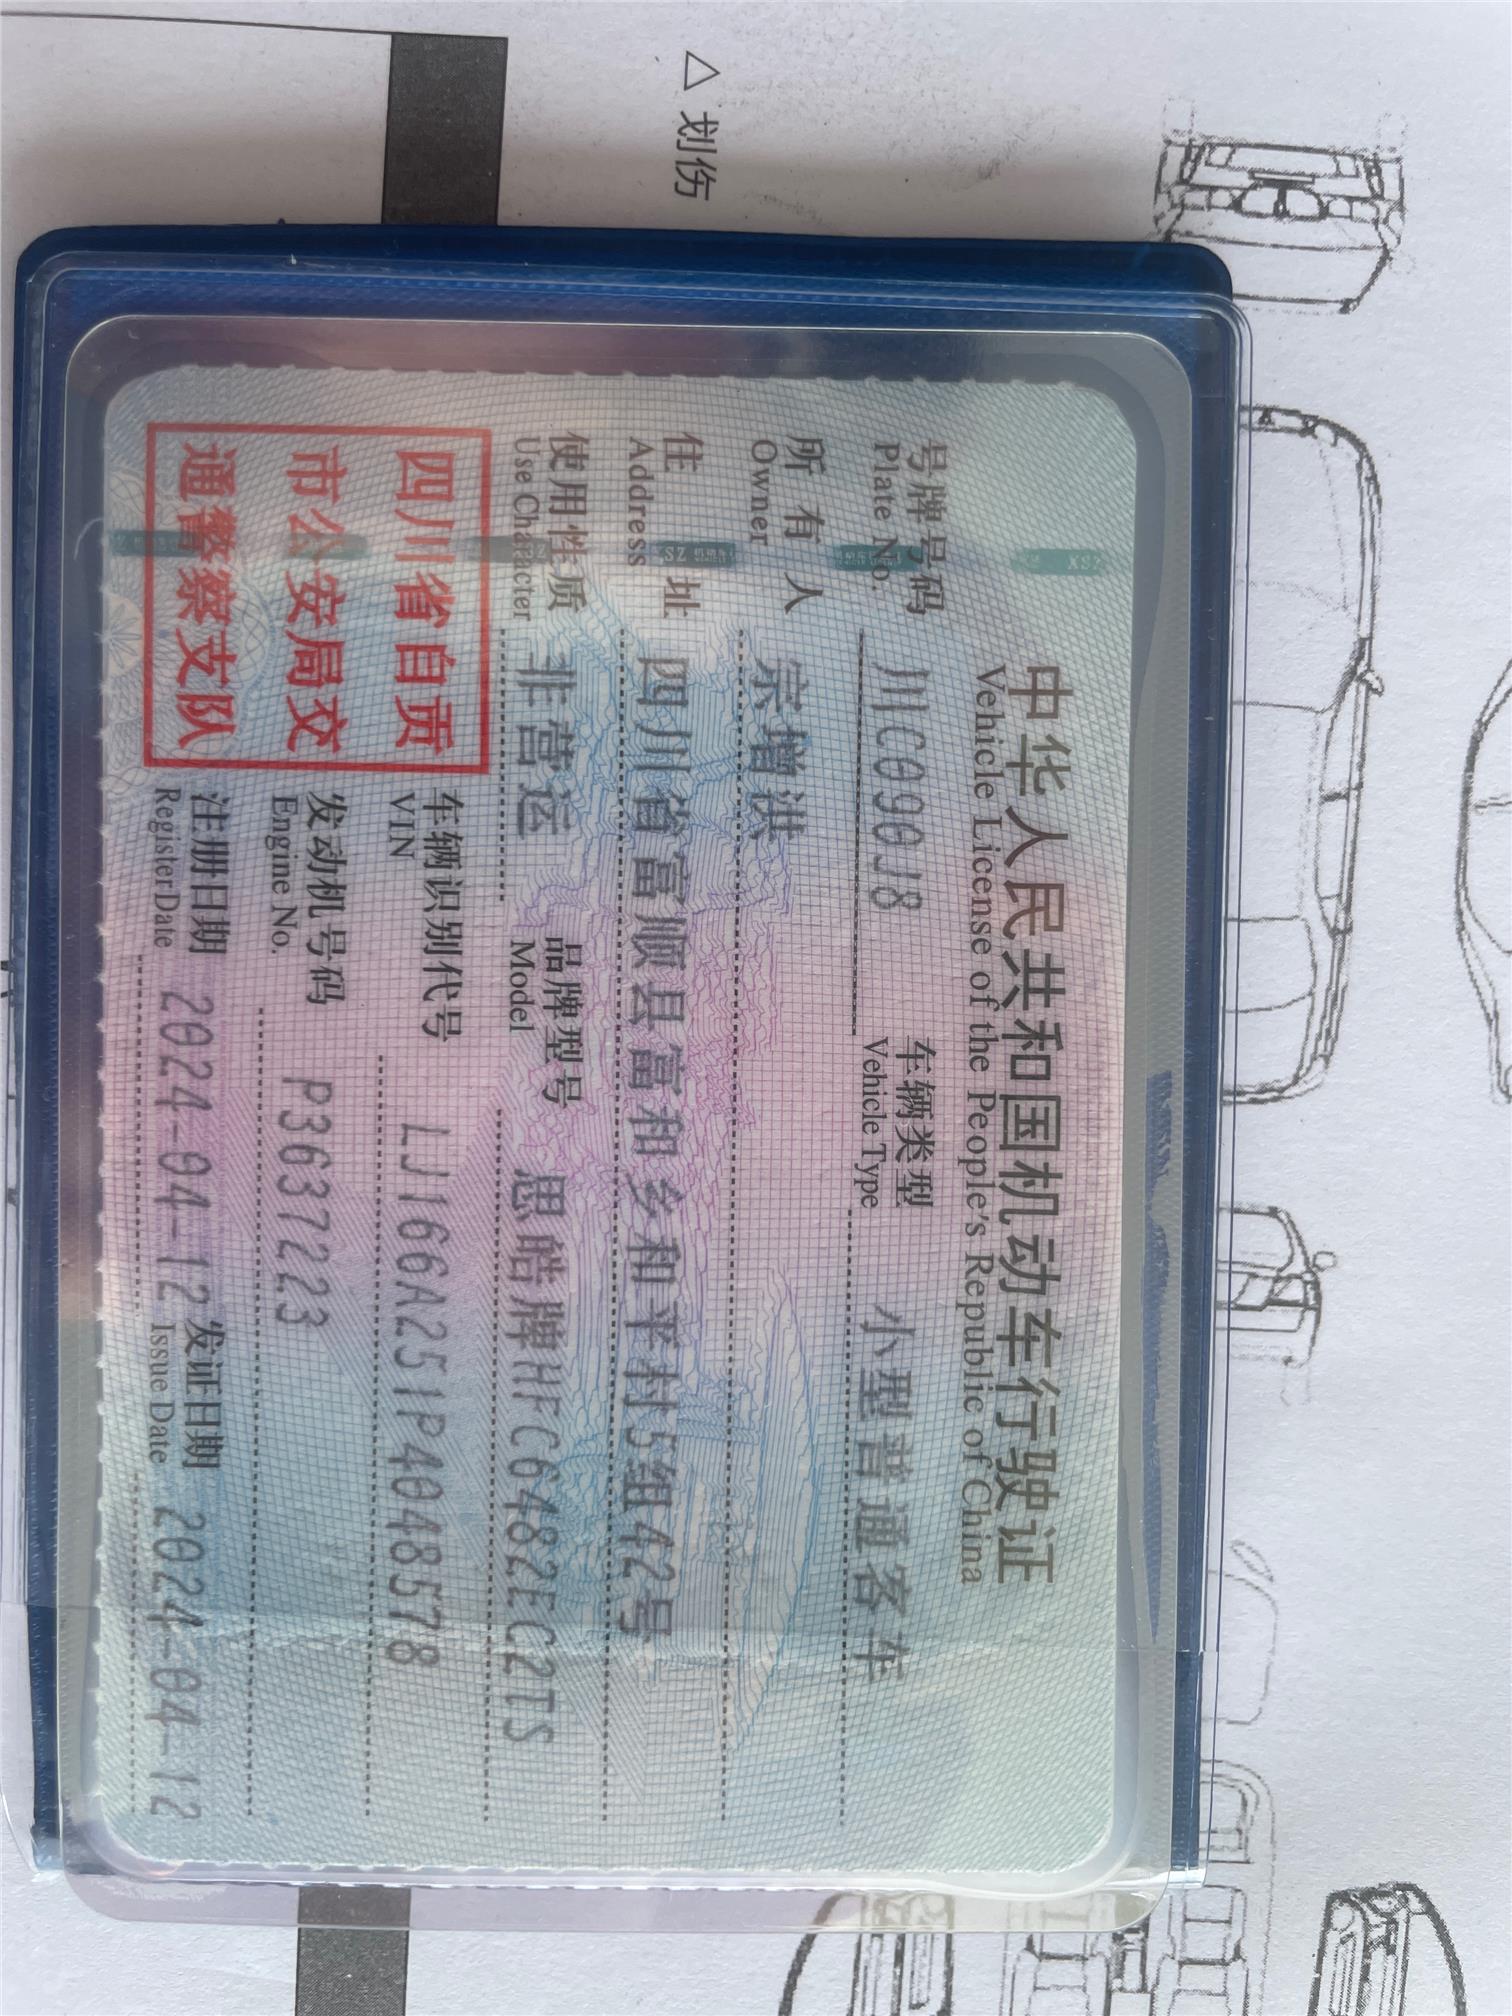 △ 划伤
中华人民共和国机动车行驶证
Vehicle License of the People's Republic of China
号牌号码 川C090J8 车辆类型 小型普通客车
Plate No. Vehicle Type
所有人 宗增洪
Owner
住址 四川省富顺县富和乡和平村5组42号
Address
使用性质 非营运 品牌型号 思皓牌HFC6482EC2TS
Use Character Model
四川省自贡
市公安局交
通警察支队
车辆识别代号 LJ166A251P4048578
VIN
发动机号码 P3637223
Engine No.
注册日期 2024-04-12 发证日期 2024-04-12
RegisterDate Issue Date